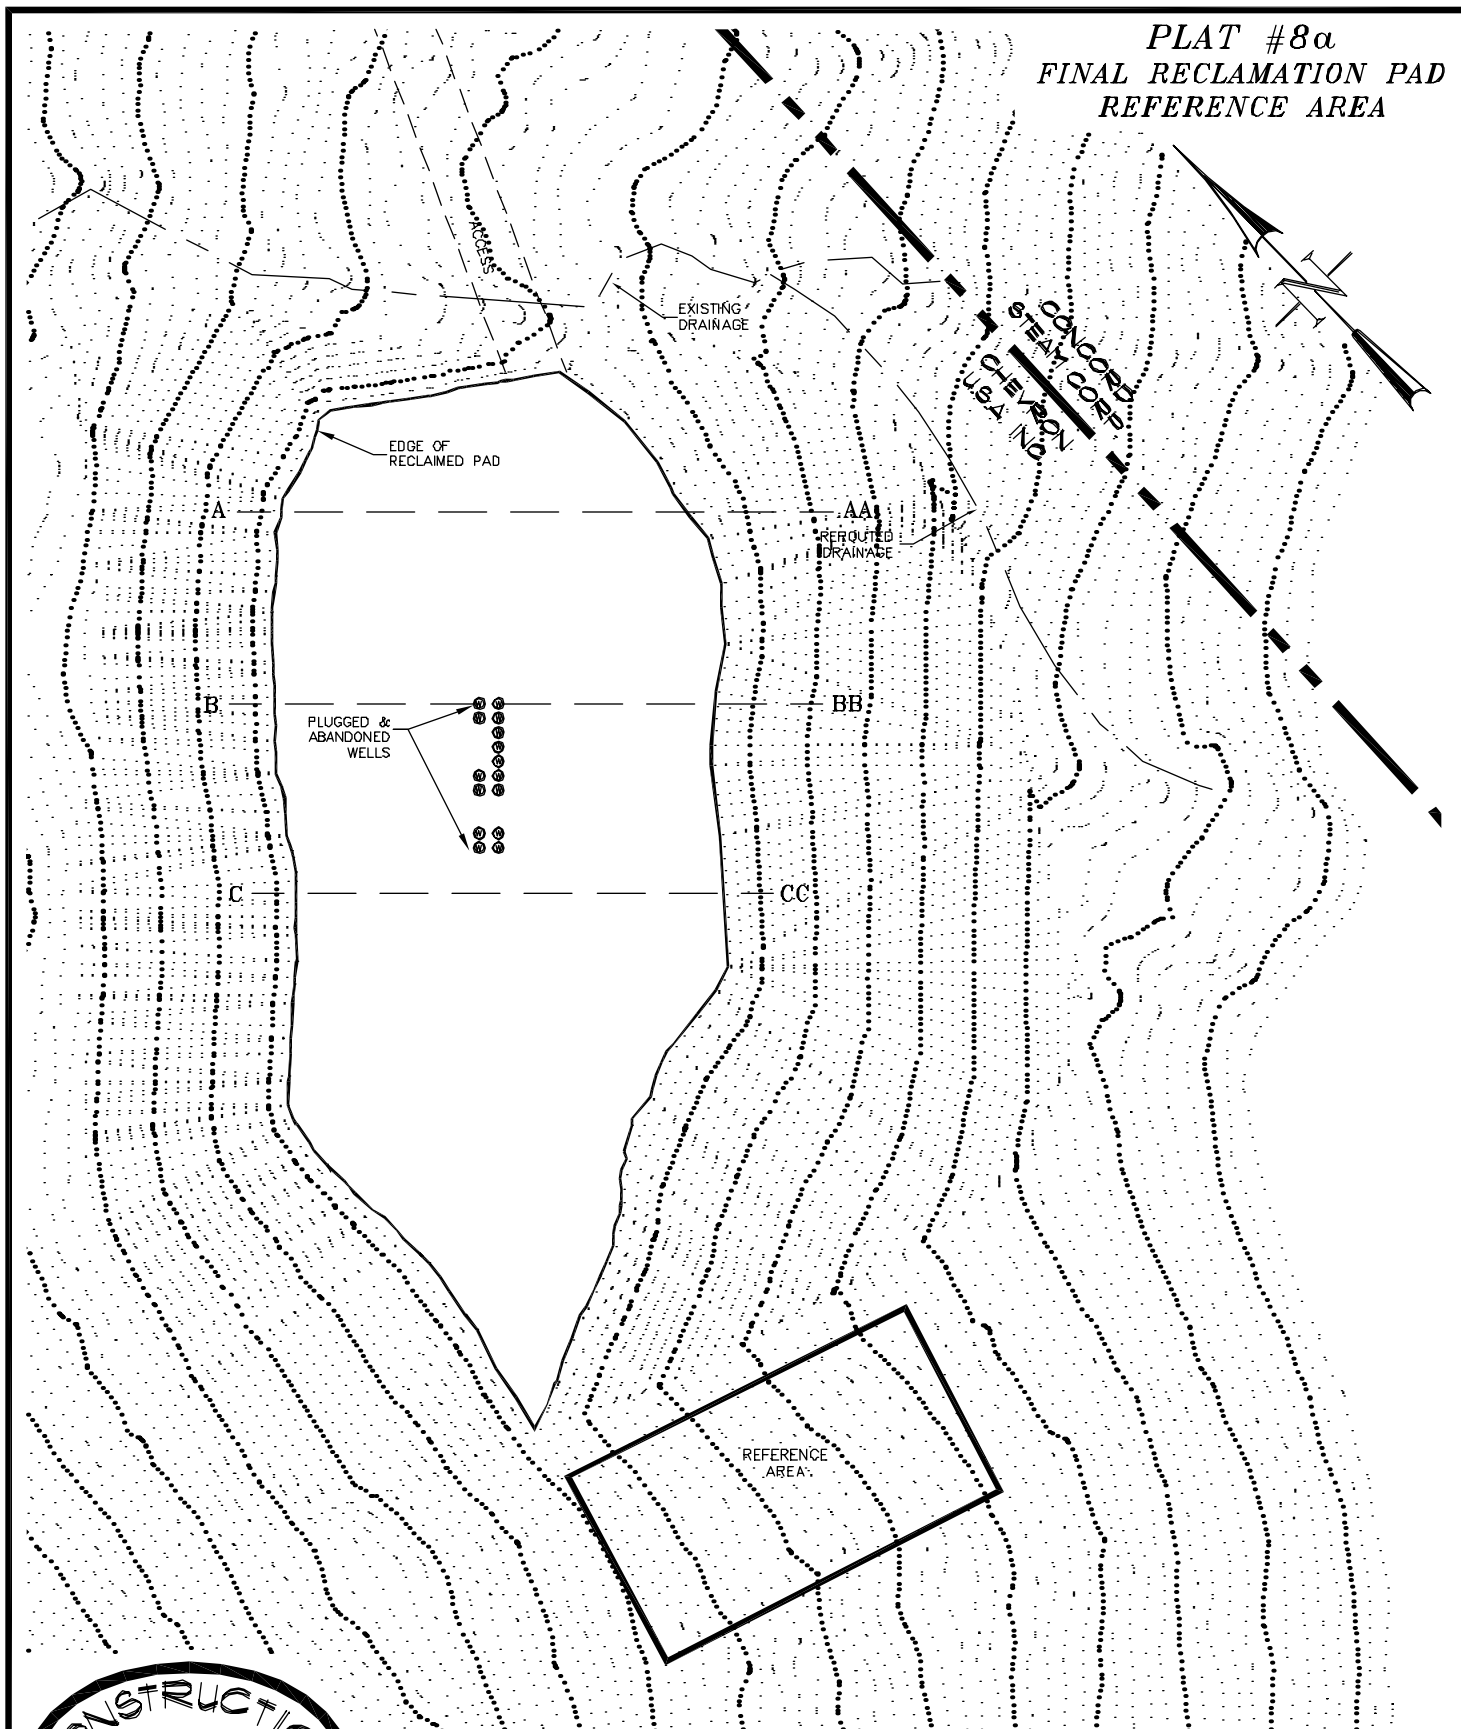 PLAT #8a
FINAL RECLAMATION PAD
REFERENCE AREA
ACCESS
EXISTING
DRAINAGE
CONCORD
STEAM CORP
CHEVRON
USA INC
EDGE OF
RECLAIMED PAD
A
AA
REROUTED
DRAINAGE
B
BB
PLUGGED &
ABANDONED
WELLS
W W
W W
W
W
W
W W
W W
W W
W W
C
CC
REFERENCE
AREA